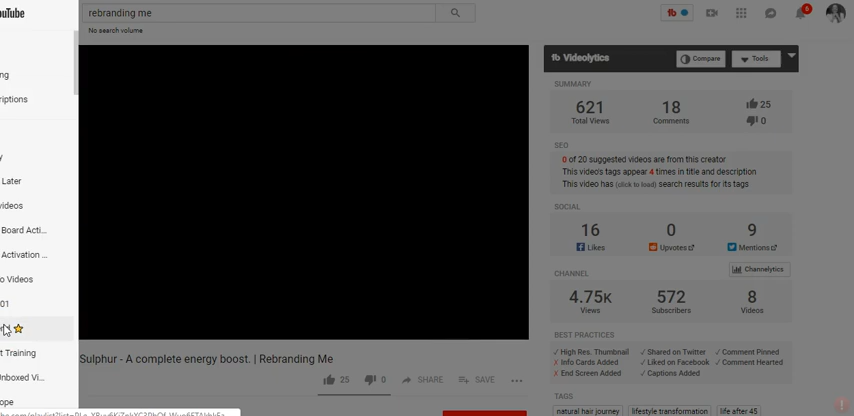 ouTube
rebranding me
fb
6
No search volume
ng
riptions
y
Later
videos
Board Acti...
Activation ...
o Videos
01
t Training
Unboxed Vi...
ope
fb Videolytics
Compare
Tools
SUMMARY
621
18
25
Total Views
Comments
0
SEO
0 of 20 suggested videos are from this creator
This video's tags appear 4 times in title and description
This video has (click to load) search results for its tags
SOCIAL
16
0
9
Likes
Upvotes
Mentions
CHANNEL
Channelytics
4.75K
572
8
Views
Subscribers
Videos
BEST PRACTICES
✓ High Res. Thumbnail ✓ Shared on Twitter ✓ Comment Pinned
✗ Info Cards Added ✓ Liked on Facebook ✓ Comment Hearted
✗ End Screen Added ✓ Captions Added
TAGS
natural hair journey lifestyle transformation life after 45
Sulphur - A complete energy boost. | Rebranding Me
25 0 SHARE SAVE ...